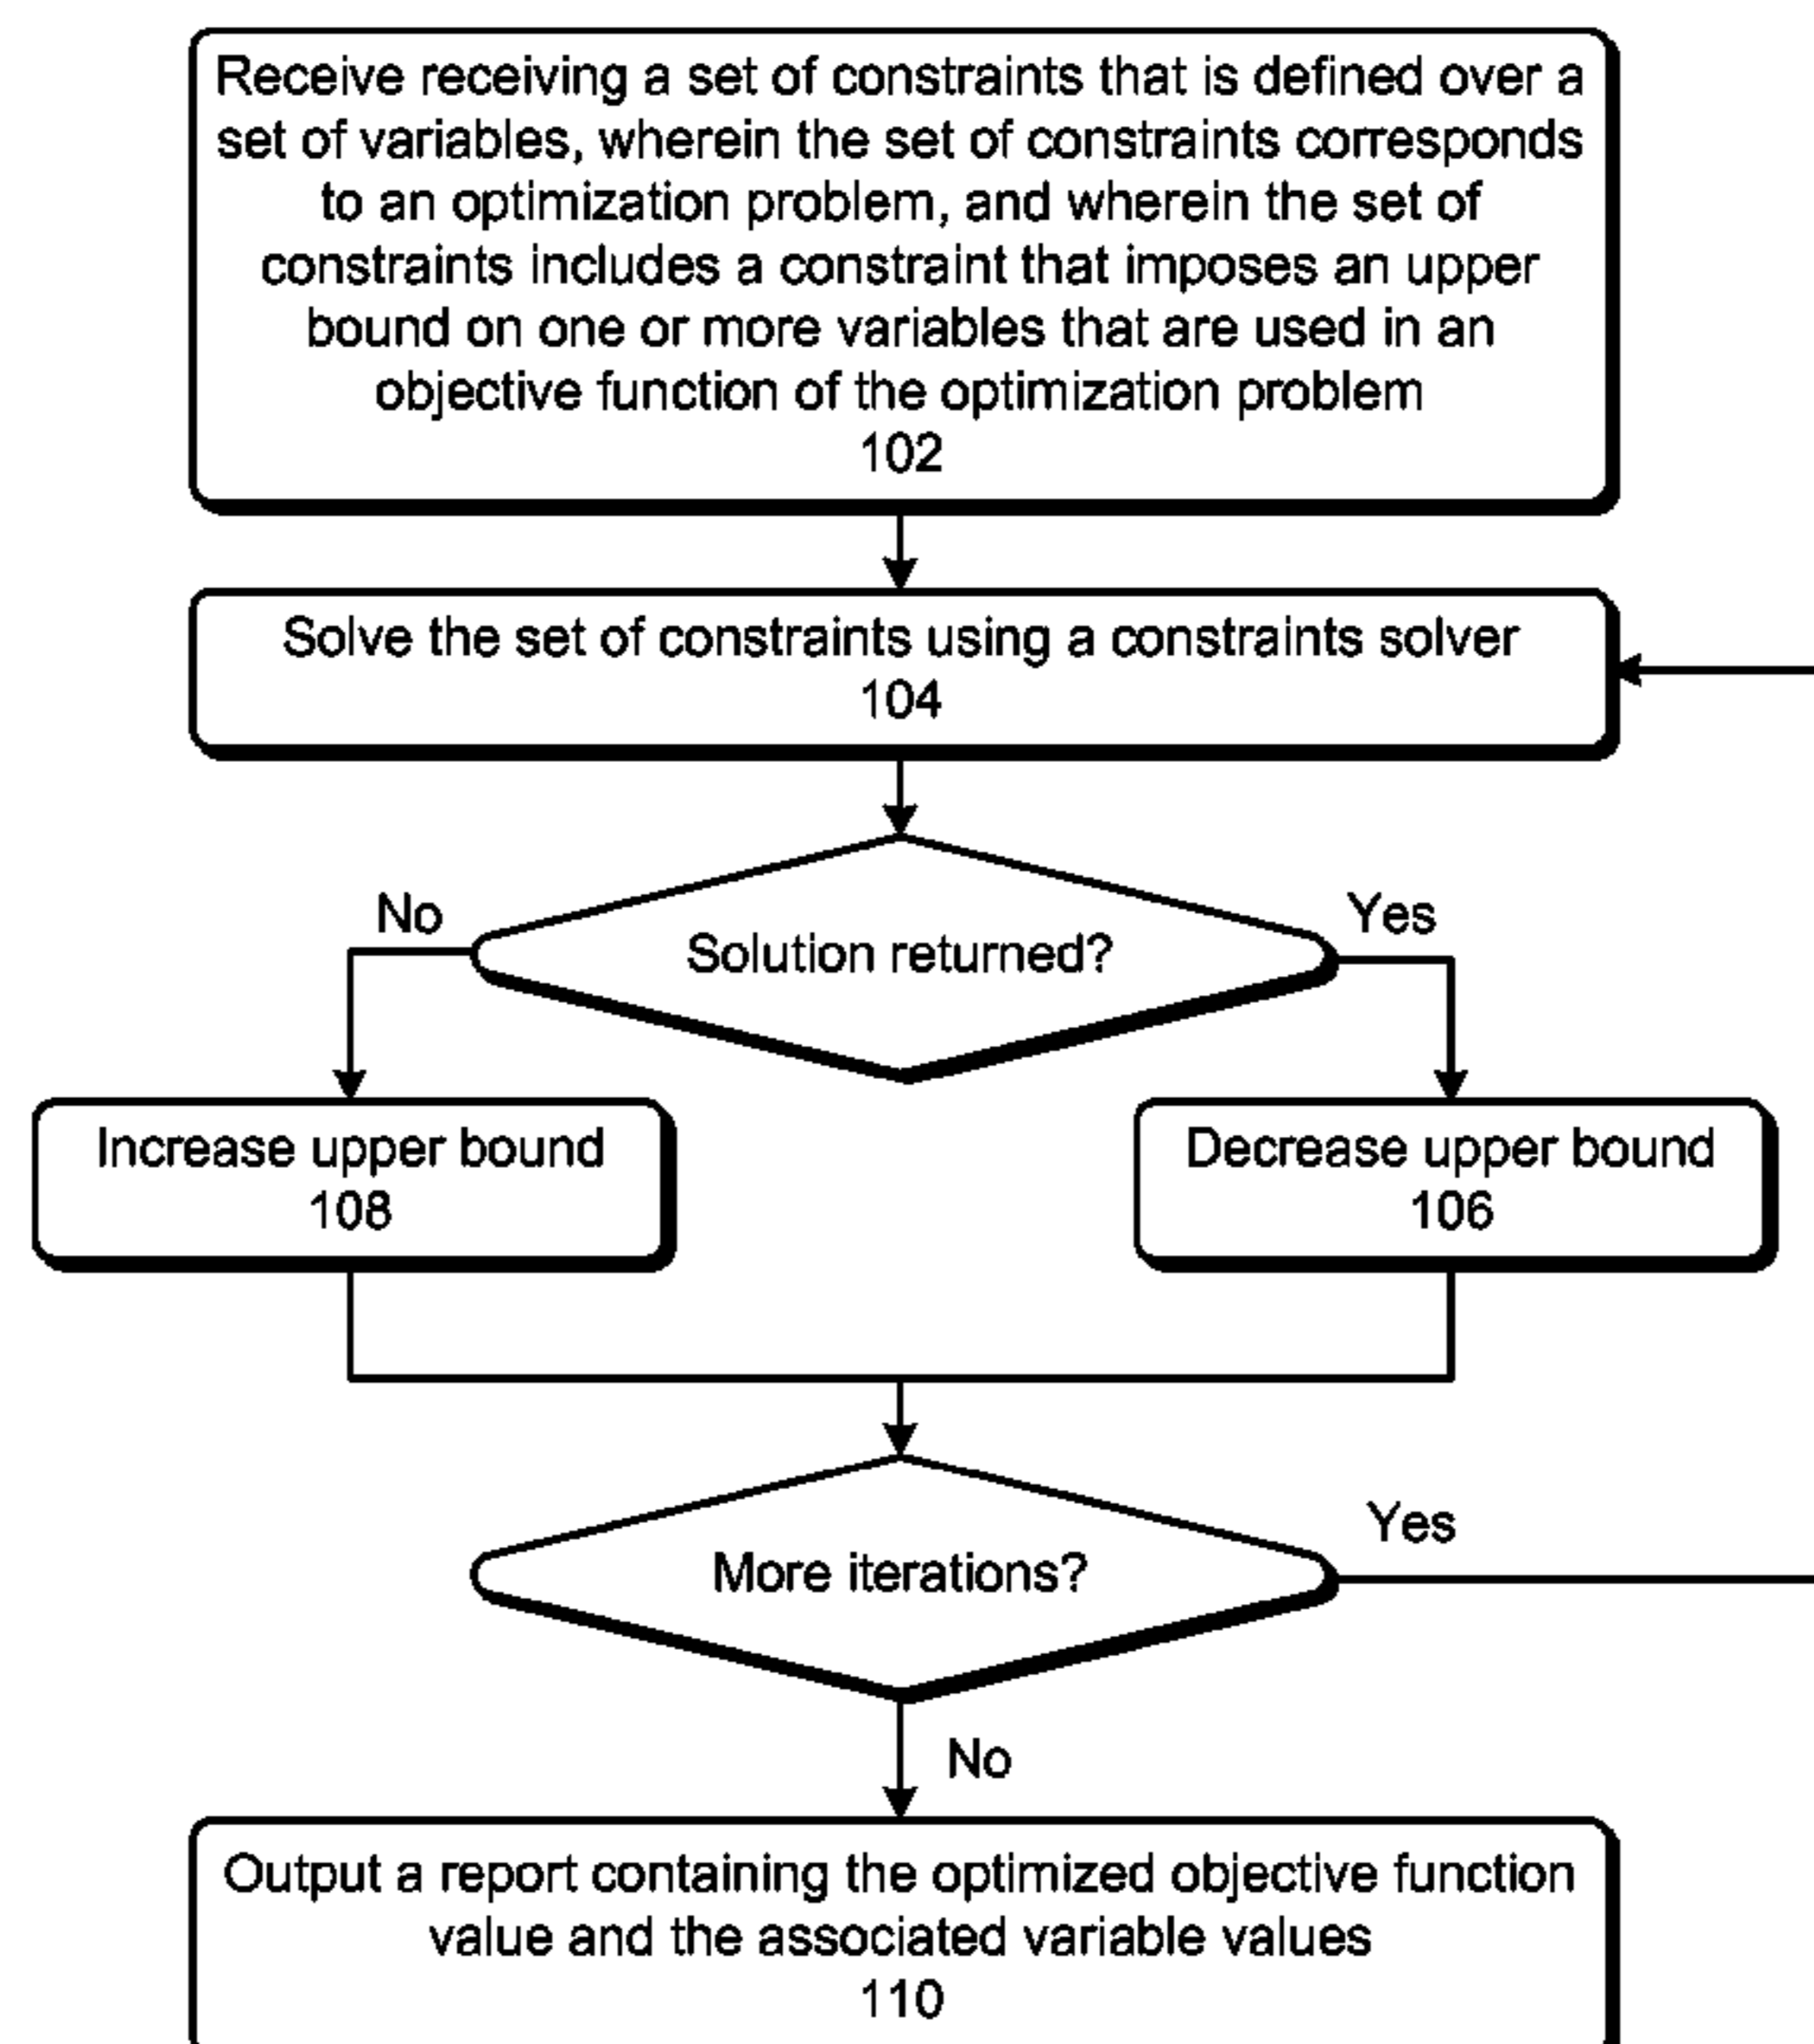 Receive receiving a set of constraints that is defined over a
set of variables, wherein the set of constraints corresponds
to an optimization problem, and wherein the set of
constraints includes a constraint that imposes an upper
bound on one or more variables that are used in an
objective function of the optimization problem
102
Solve the set of constraints using a constraints solver
104
No
Yes
Solution returned?
Increase upper bound
108
Decrease upper bound
106
Yes
More iterations?
No
Output a report containing the optimized objective function
value and the associated variable values
110